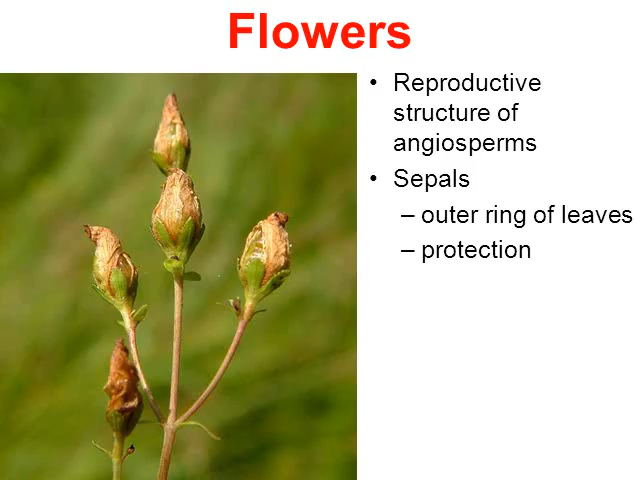 Flowers
• Reproductive
structure of
angiosperms
• Sepals
– outer ring of leaves
– protection